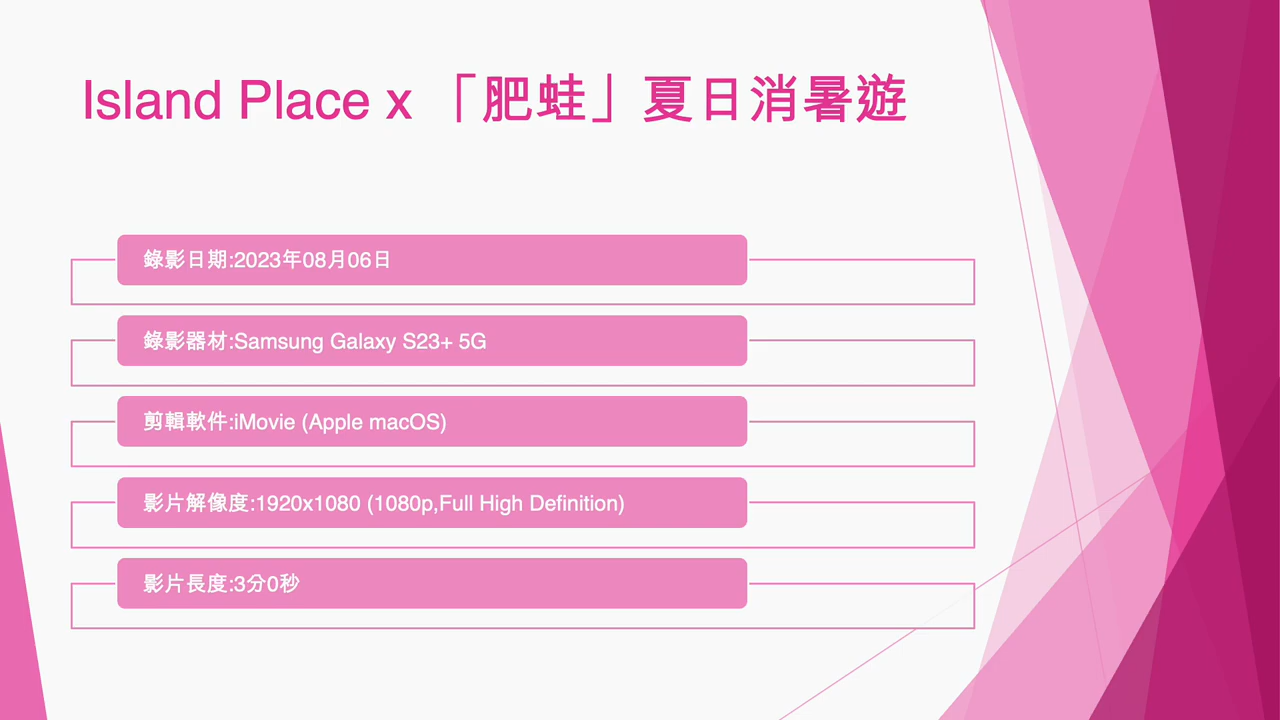 Island Place x 「肥蛙」夏日消暑遊
錄影日期:2023年08月06日
錄影器材:Samsung Galaxy S23+ 5G
剪輯軟件:iMovie (Apple macOS)
影片解像度:1920x1080 (1080p,Full High Definition)
影片長度:3分0秒